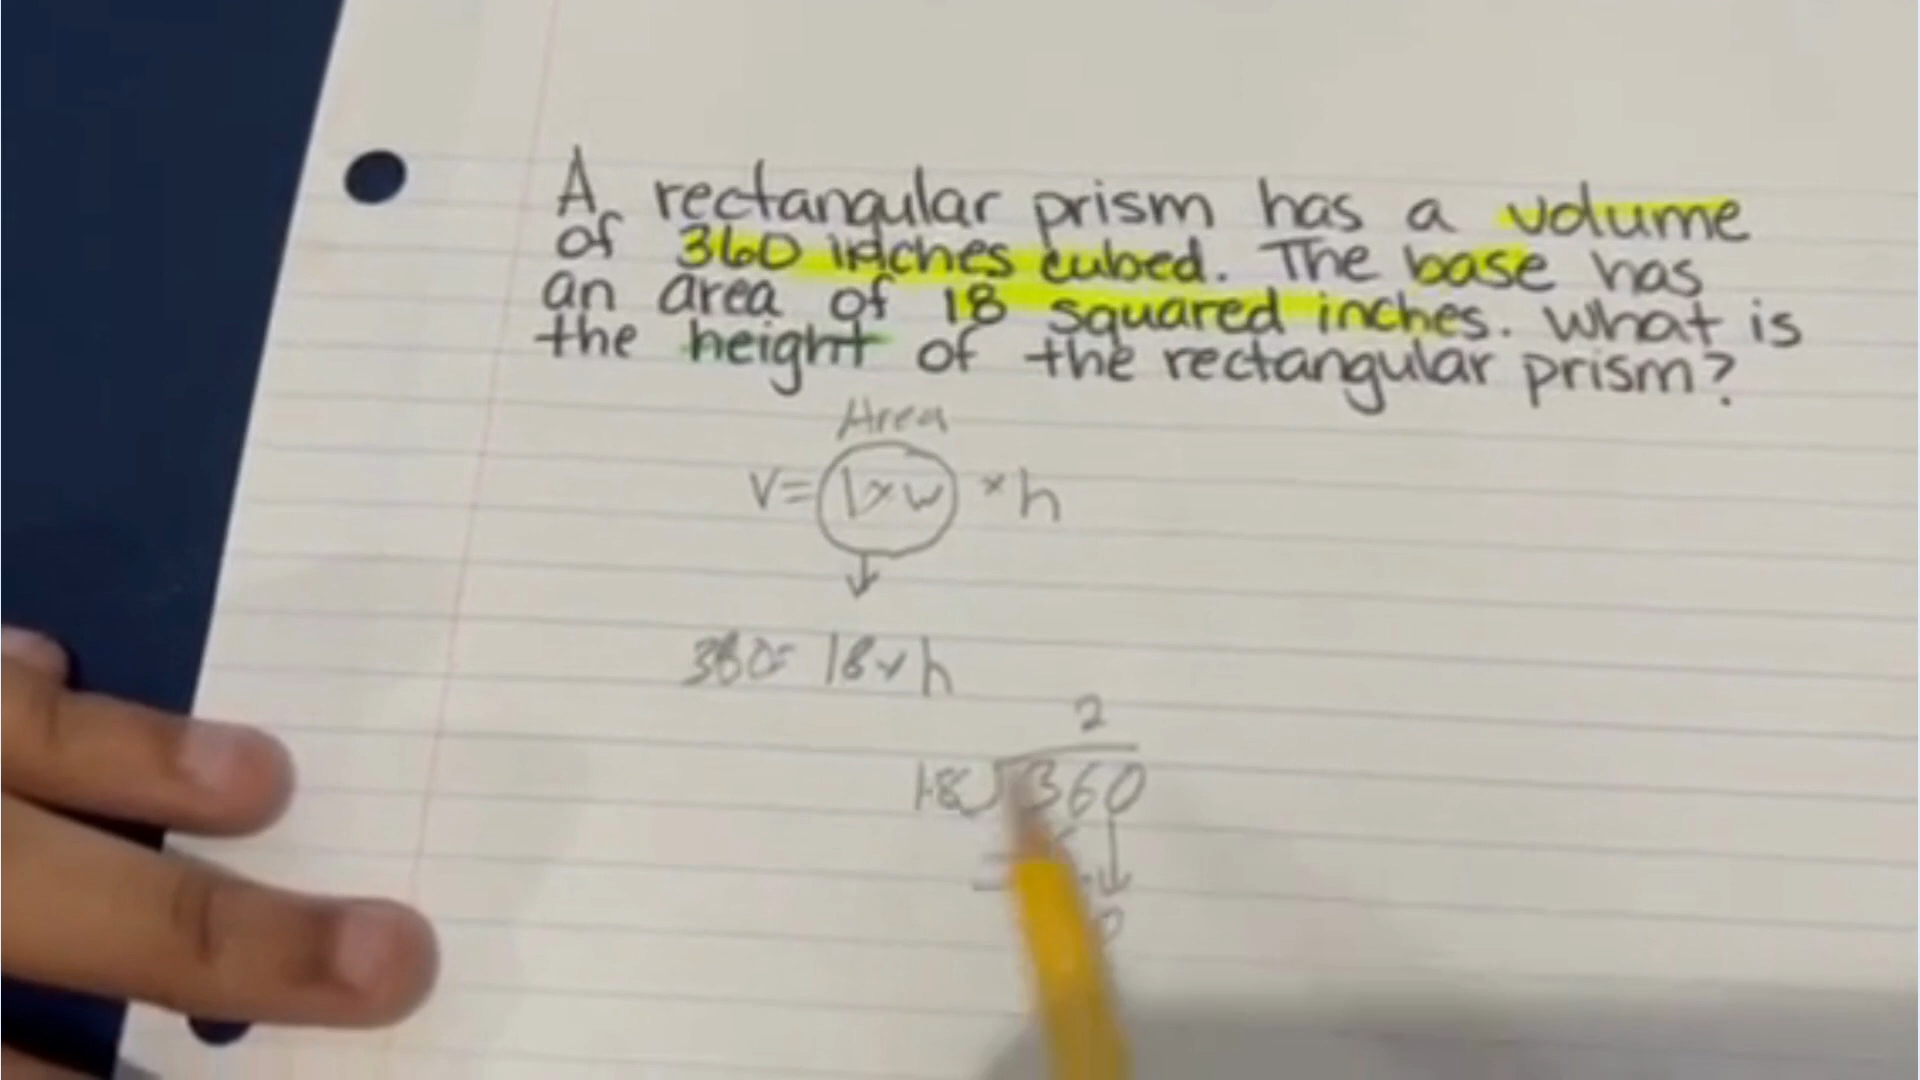 A rectangular prism has a volume
of 360 inches cubed. The base has
an area of 18 squared inches. What is
the height of the rectangular prism?
Area
V= l×w × h
360= 18 × h
2
18 360
0